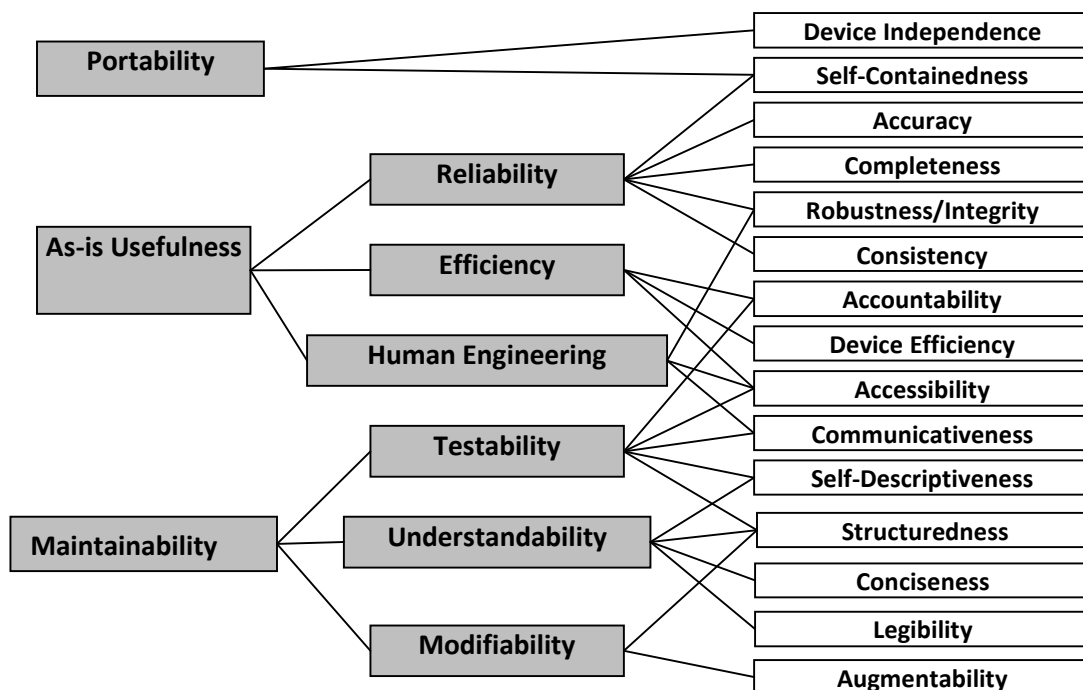 Portability
As-is Usefulness
Maintainability
Reliability
Efficiency
Human Engineering
Testability
Understandability
Modifiability
Device Independence
Self-Containedness
Accuracy
Completeness
Robustness/Integrity
Consistency
Accountability
Device Efficiency
Accessibility
Communicativeness
Self-Descriptiveness
Structuredness
Conciseness
Legibility
Augmentability